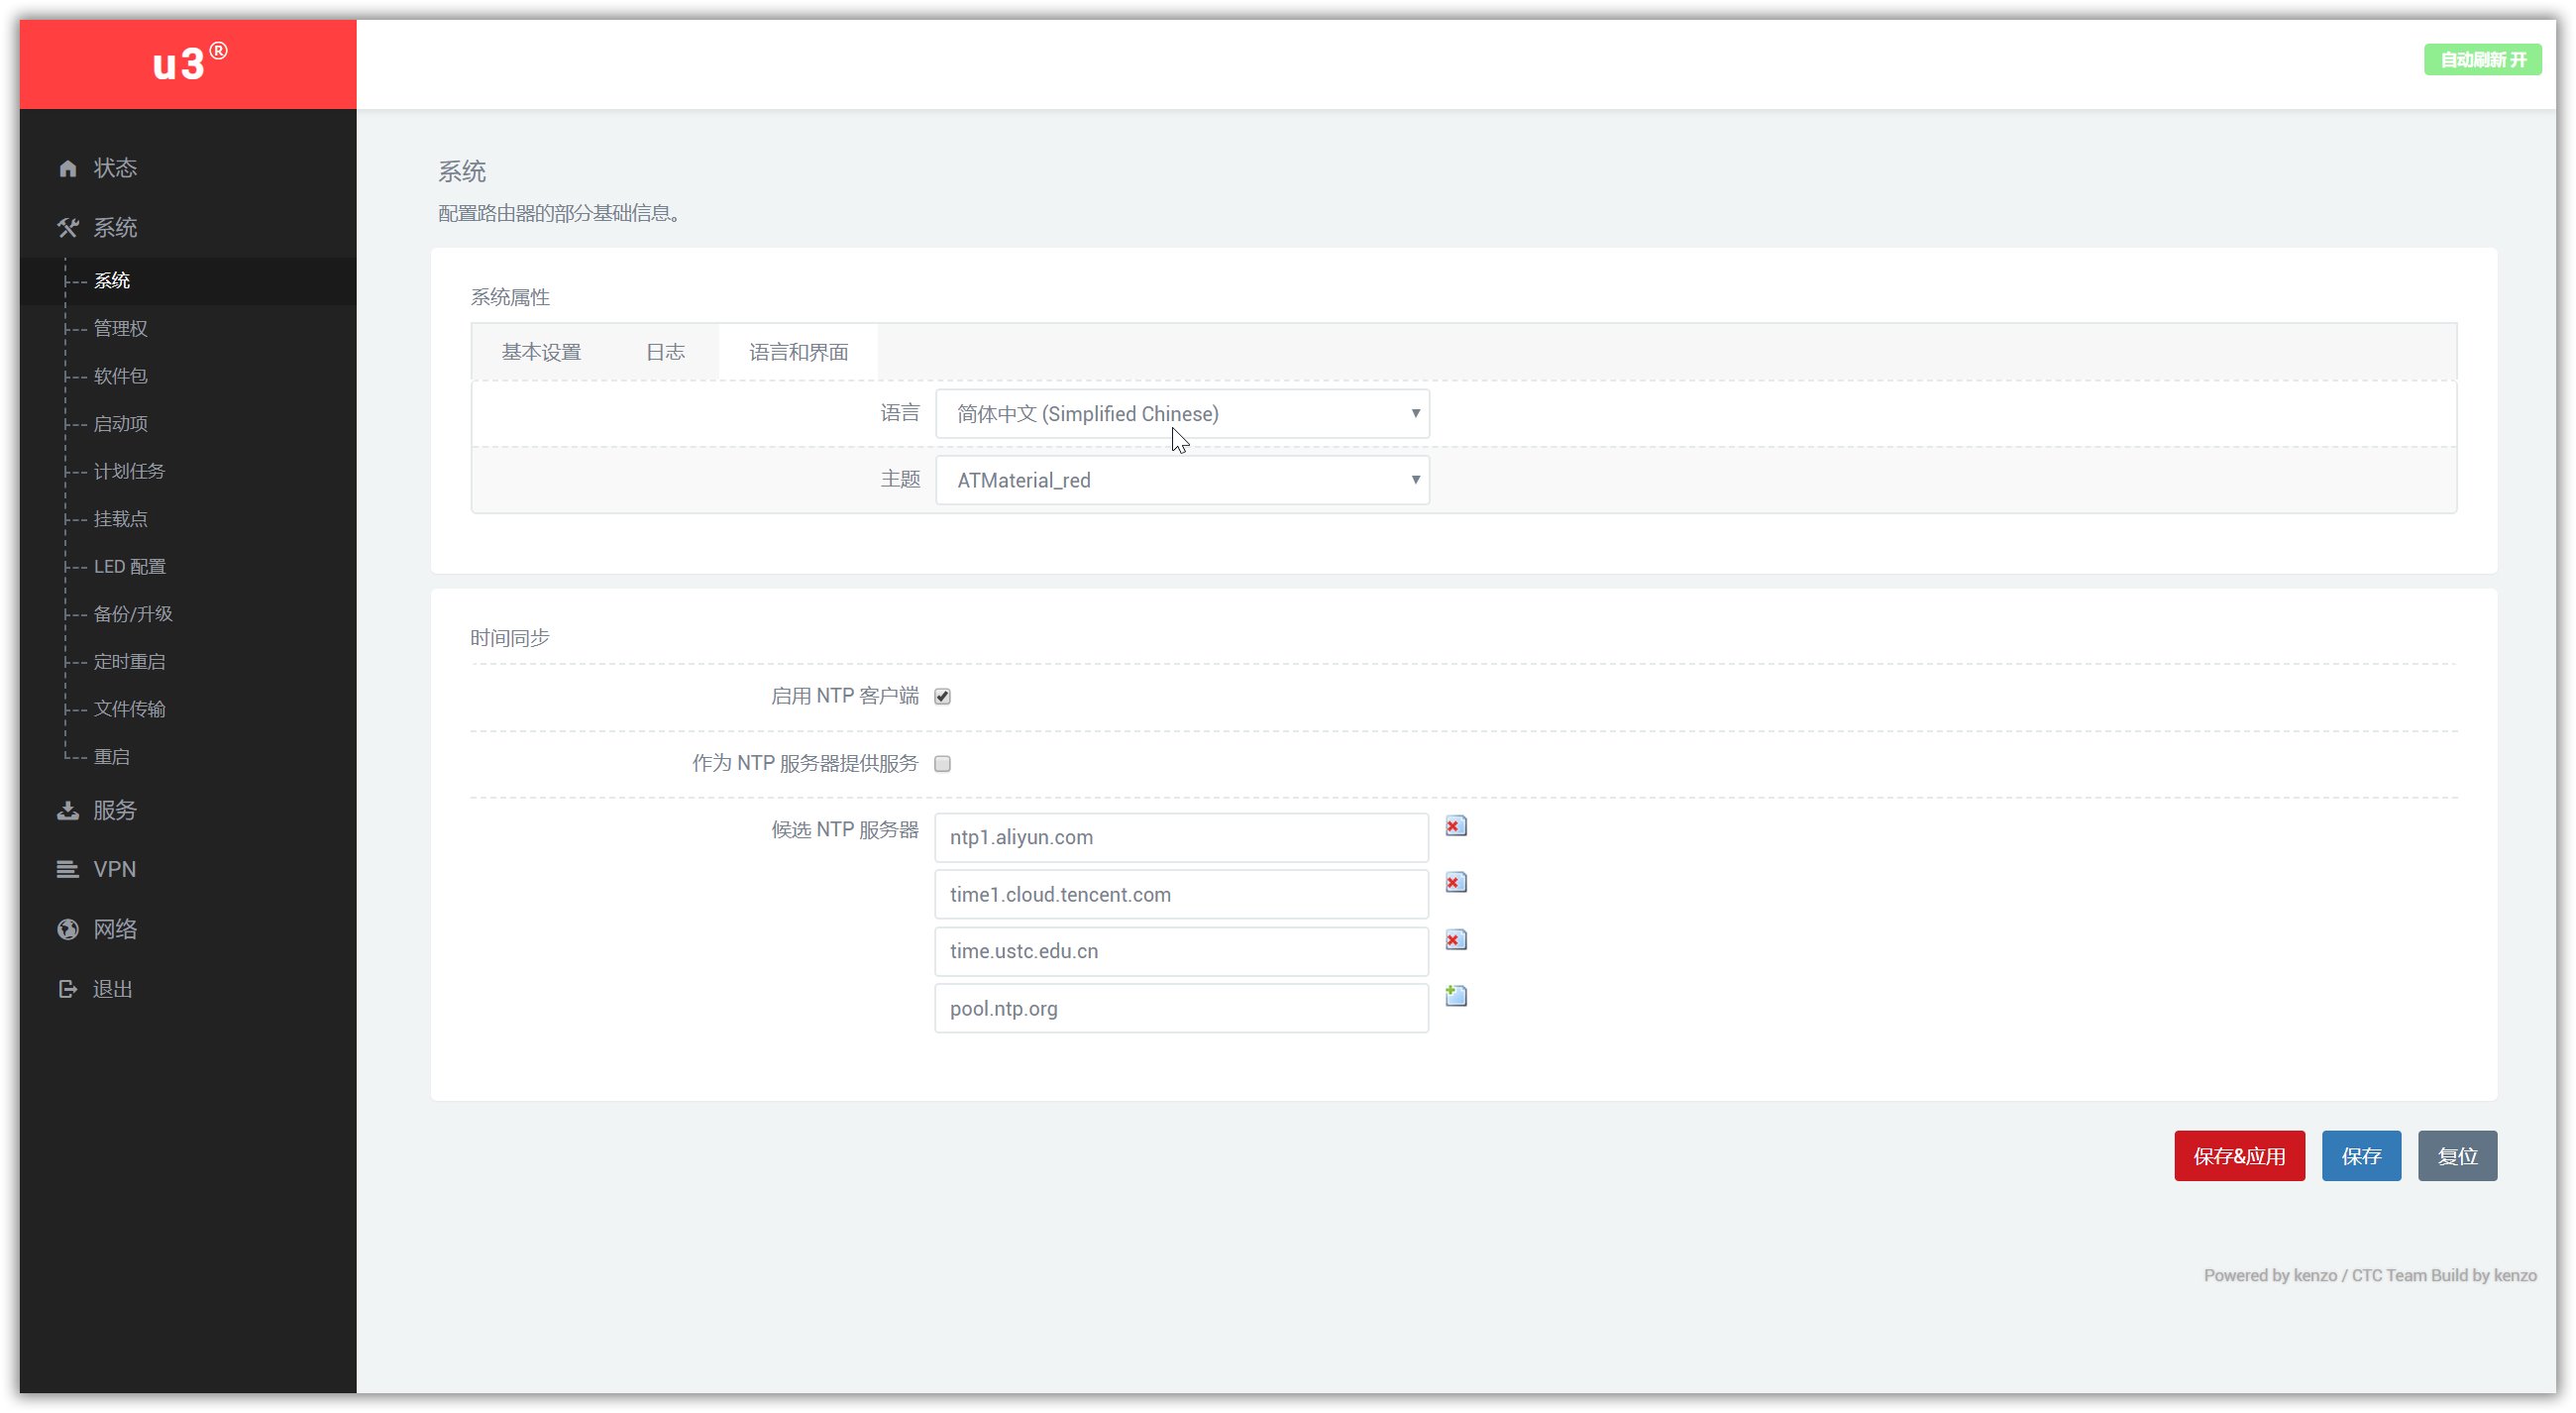 u3®
自动刷新 开
状态
系统
系统
管理权
软件包
启动项
计划任务
挂载点
LED 配置
备份/升级
定时重启
文件传输
重启
服务
VPN
网络
退出
系统
配置路由器的部分基础信息。
系统属性
基本设置 日志 语言和界面
语言 简体中文 (Simplified Chinese)
主题 ATMaterial_red
时间同步
启用 NTP 客户端
作为 NTP 服务器提供服务
候选 NTP 服务器 ntp1.aliyun.com
time1.cloud.tencent.com
time.ustc.edu.cn
pool.ntp.org
保存&应用 保存 复位
Powered by kenzo / CTC Team Build by kenzo